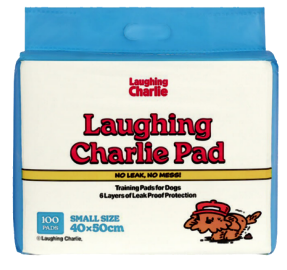 Laughing
Charlie
Laughing
Charlie Pad
NO LEAK, NO MESS!
Training Pads for Dogs
6 Layers of Leak Proof Protection
100
PADS
SMALL SIZE
40×50cm
©Laughing Charlie.